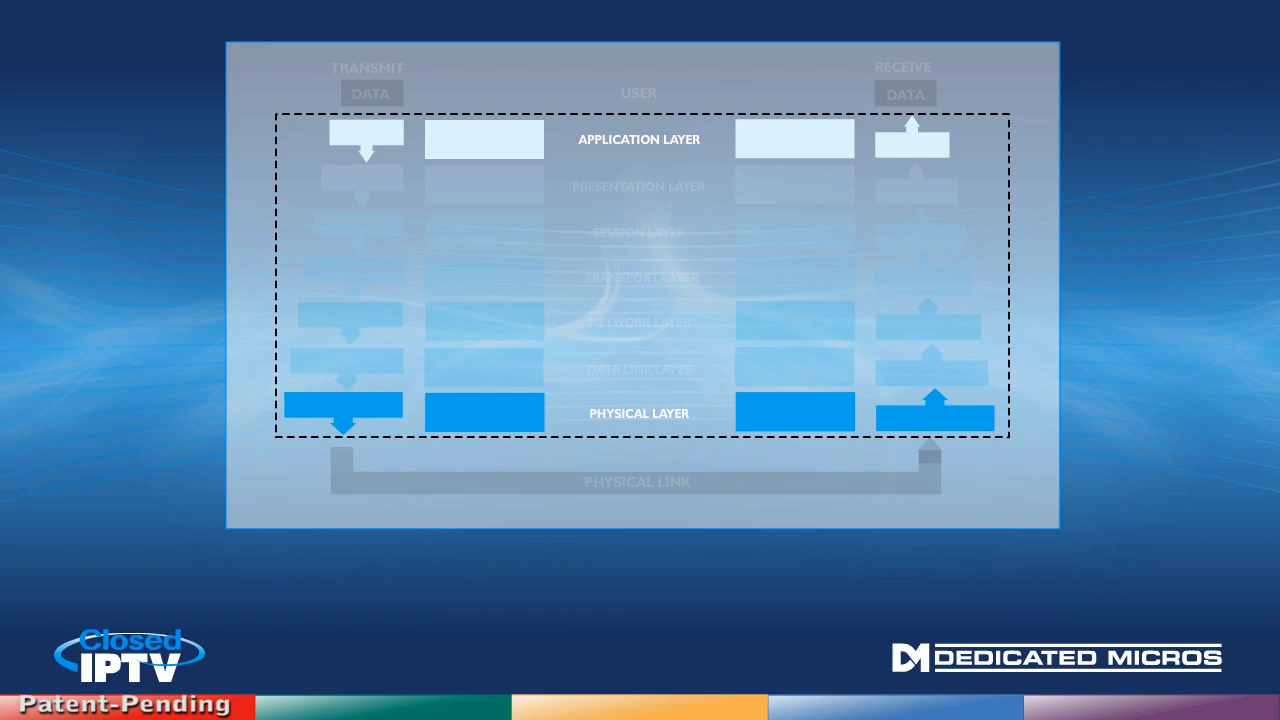 TRANSMIT
RECEIVE
DATA
USER
DATA
APPLICATION LAYER
PRESENTATION LAYER
SESSION LAYER
TRANSPORT LAYER
NETWORK LAYER
DATA LINK LAYER
PHYSICAL LAYER
PHYSICAL LINK
Closed
IPTV
DEDICATED MICROS
Patent-Pending